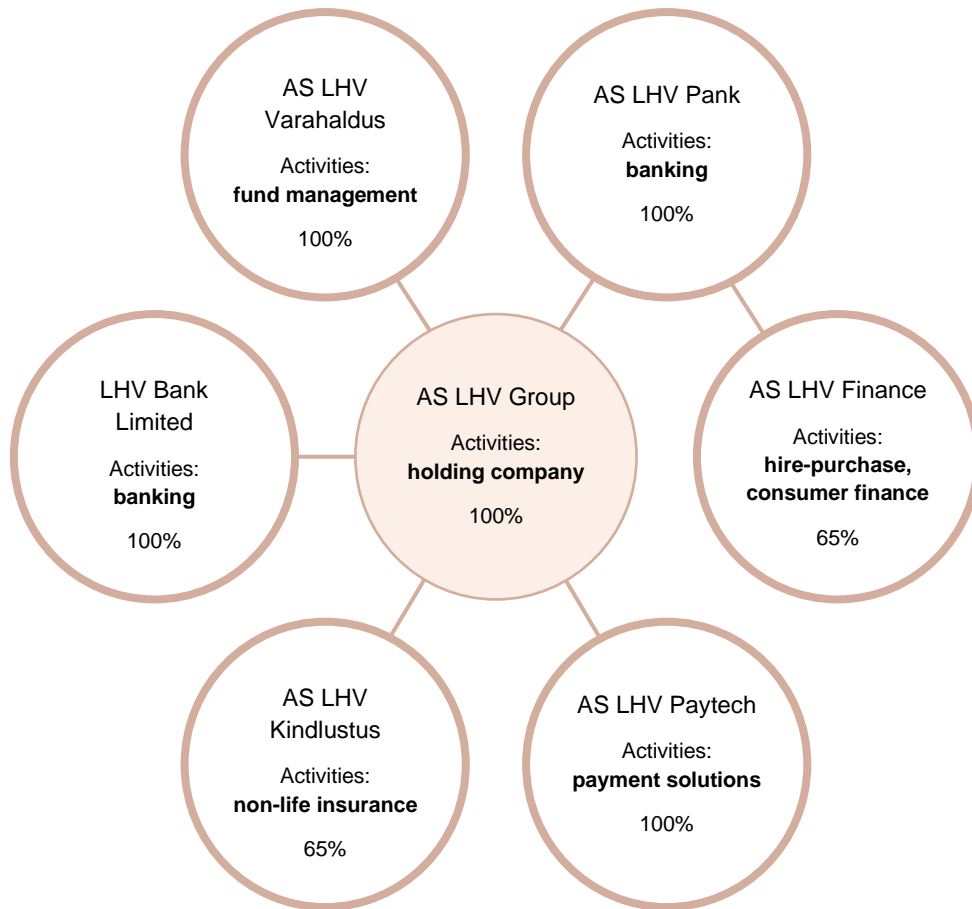 AS LHV
Varahaldus
Activities:
fund management
100%
AS LHV Pank
Activities:
banking
100%
LHV Bank
Limited
Activities:
banking
100%
AS LHV Group
Activities:
holding company
100%
AS LHV Finance
Activities:
hire-purchase,
consumer finance
65%
AS LHV
Kindlustus
Activities:
non-life insurance
65%
AS LHV Paytech
Activities:
payment solutions
100%